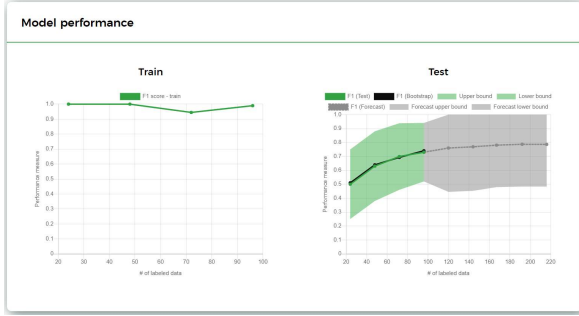 Model performance
Train
F1 score - train
1.0
0.9
0.8
0.7
0.6
0.5
0.4
0.3
0.2
0.1
0
Performance measure
20 30 40 50 60 70 80 90 100
# of labeled data
Test
F1 (Test) F1 (Bootstrap) Upper bound Lower bound
F1 (Forecast) Forecast upper bound Forecast lower bound
1.0
0.9
0.8
0.7
0.6
0.5
0.4
0.3
0.2
0.1
0
Performance measure
20 40 60 80 100 120 140 160 180 200 220
# of labeled data